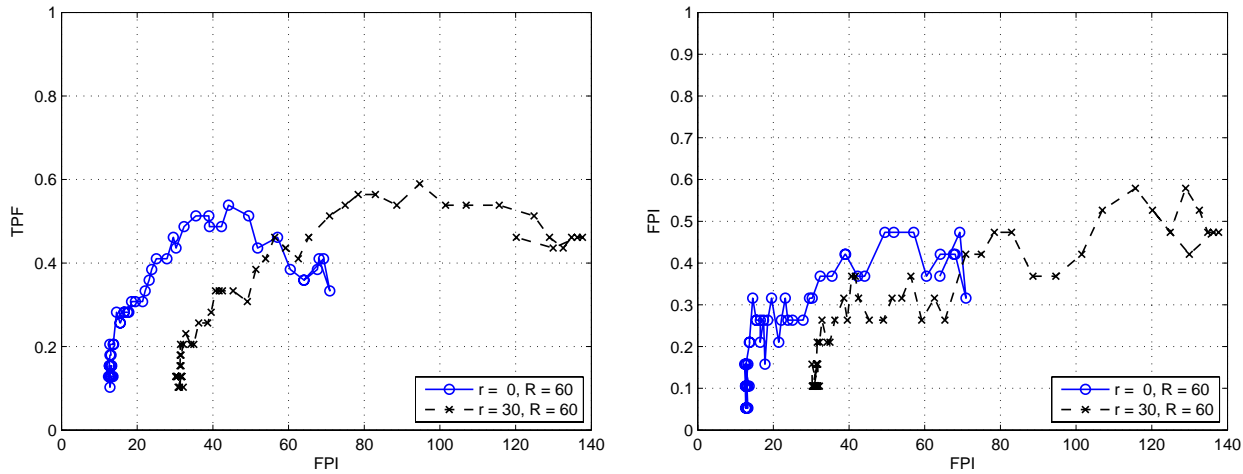 1
0.8
0.6
0.4
0.2
0
TPF
0 20 40 60 80 100 120 140
FPI
r = 0, R = 60
r = 30, R = 60
1
0.9
0.8
0.7
0.6
0.5
0.4
0.3
0.2
0.1
0
FPI
0 20 40 60 80 100 120 140
FPI
r = 0, R = 60
r = 30, R = 60